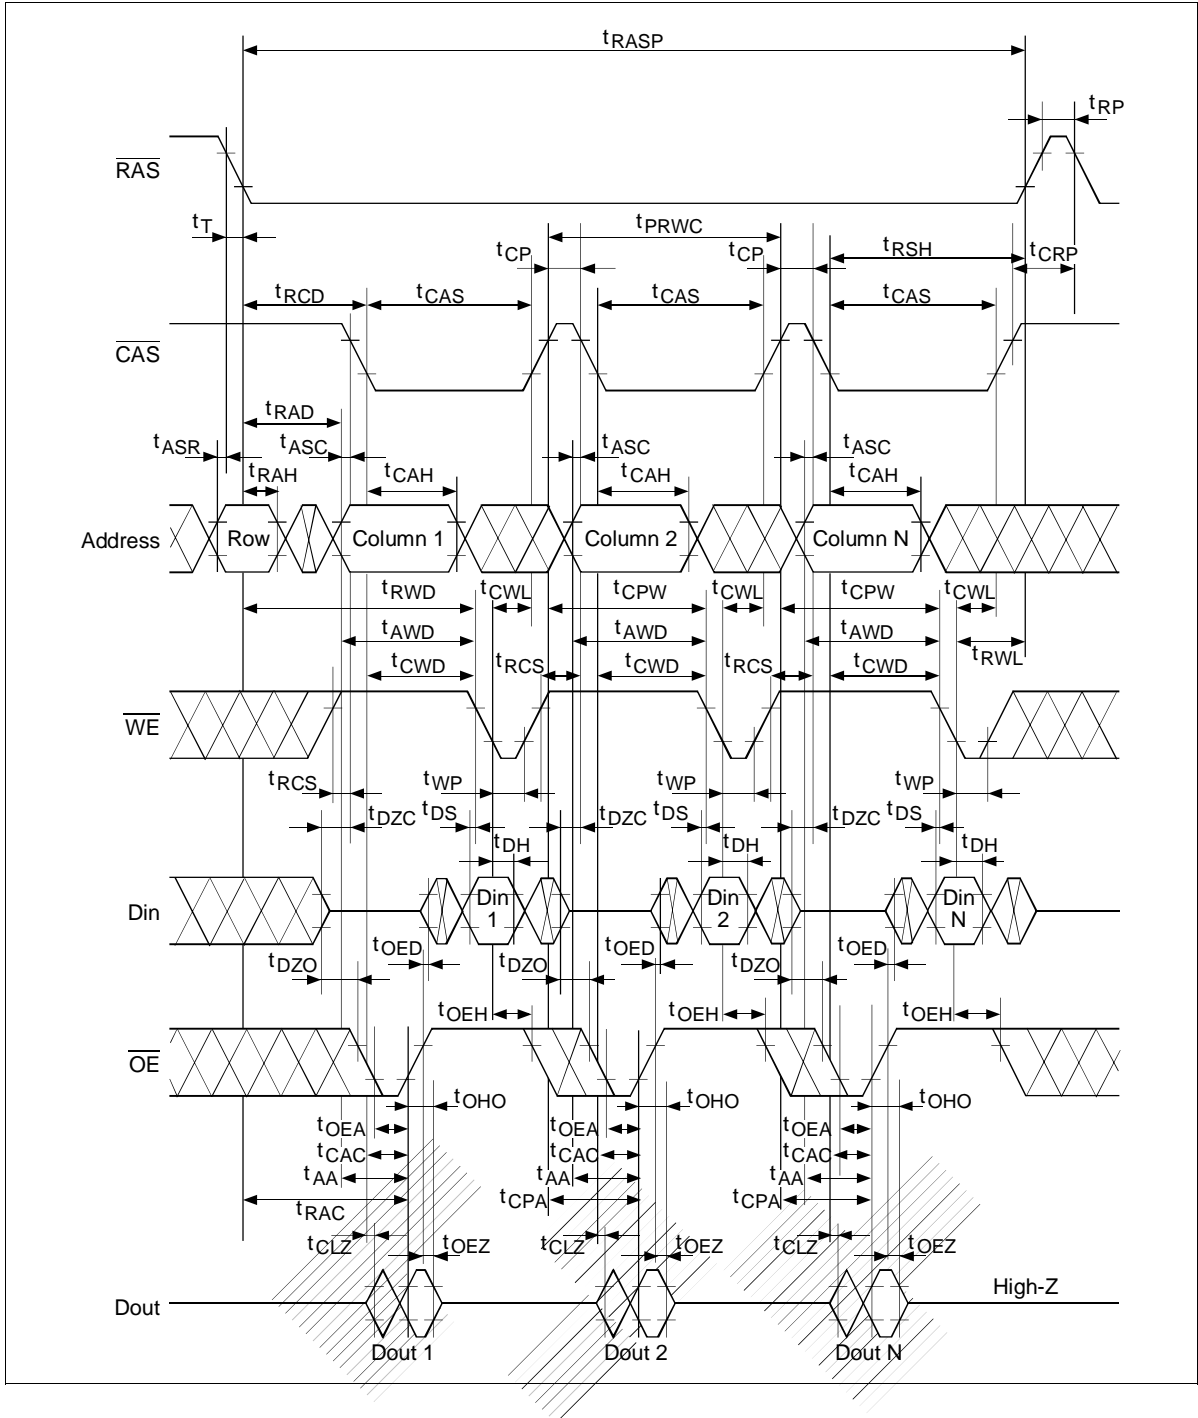 tRASP
tRP
RAS
tT
tPRWC
tCP
tCP
tRSH
tCRP
tRCD
tCAS
tCAS
tCAS
CAS
tRAD
tASR
tASC
tASC
tASC
tRAH
tCAH
tCAH
tCAH
Address
Row
Column 1
Column 2
Column N
tRWD
tCWL
tCPW
tCWL
tCPW
tCWL
tAWD
tAWD
tAWD
tCWD
tRCS
tCWD
tRCS
tCWD
tRWL
WE
tRCS
tWP
tWP
tWP
tDZC
tDS
tDZC
tDS
tDZC
tDS
tDH
tDH
tDH
Din
Din 1
Din 2
Din N
tOED
tOED
tOED
tDZO
tDZO
tDZO
tOEH
tOEH
tOEH
OE
tOHO
tOHO
tOHO
tOEA
tOEA
tOEA
tCAC
tCAC
tCAC
tAA
tAA
tAA
tRAC
tCPA
tCPA
tCLZ
tOEZ
tCLZ
tOEZ
tCLZ
tOEZ
High-Z
Dout
Dout 1
Dout 2
Dout N